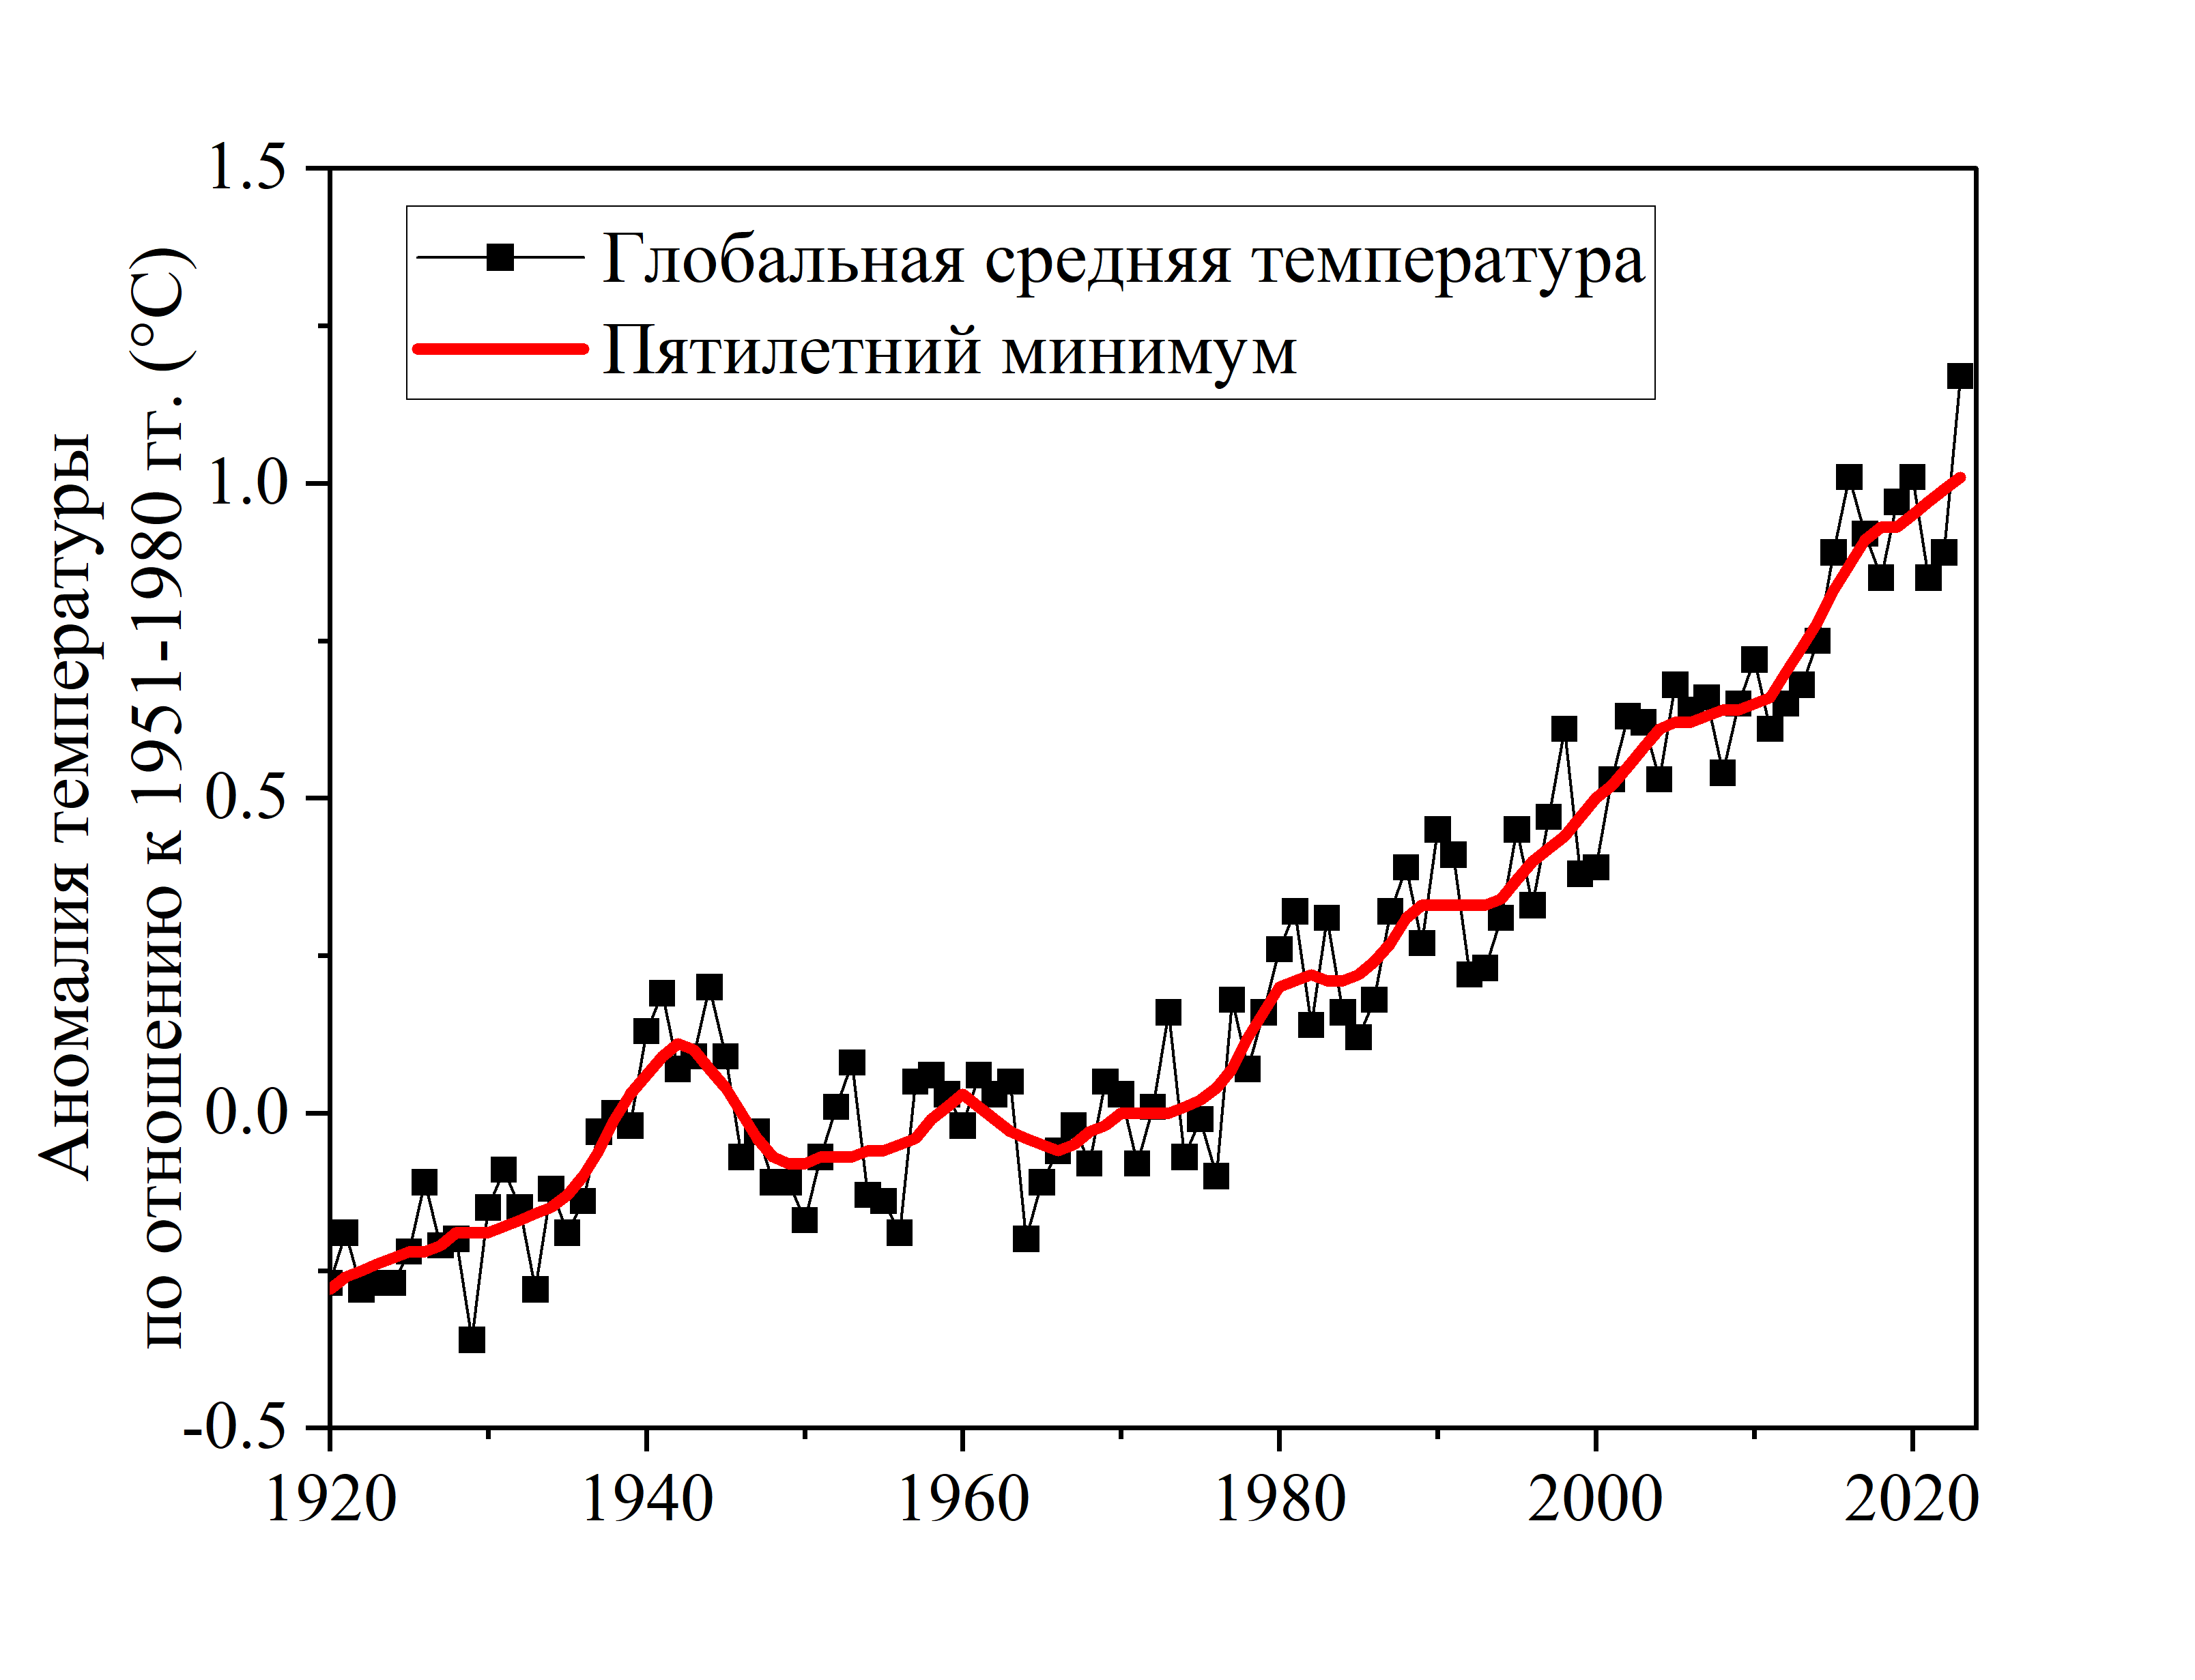 Аномалия температуры
по отношению к 1951-1980 гг. (°C)
1.5
1.0
0.5
0.0
-0.5
Глобальная средняя температура
Пятилетний минимум
1920 1940 1960 1980 2000 2020